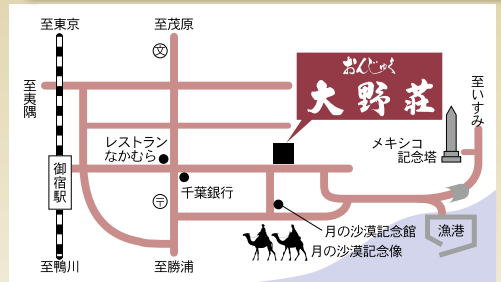 至東京
至茂原
文
おんじゅく
大野荘
至夷隅
至いすみ
レストラン
なかむら
メキシコ
記念塔
御宿駅
千葉銀行
〒
月の沙漠記念館
漁港
月の沙漠記念像
至鴨川
至勝浦